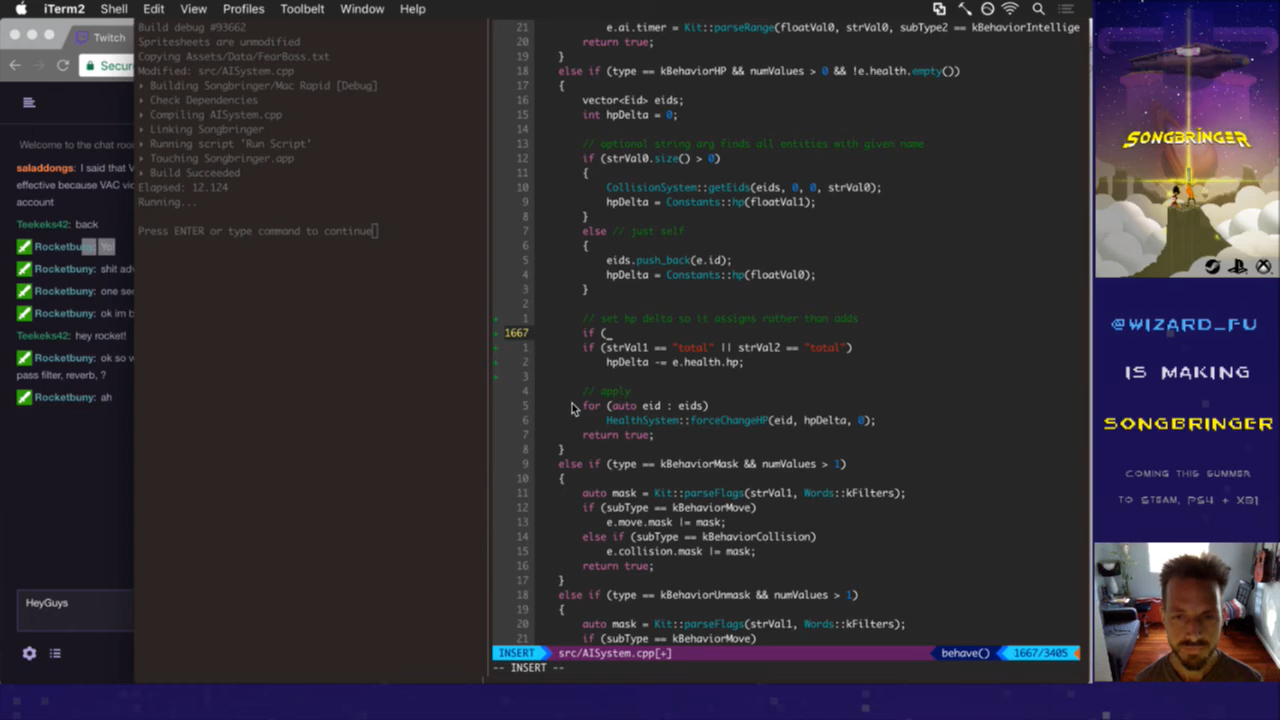 iTerm2 Shell Edit View Profiles Toolbelt Window Help
Twitch
Secure
Welcome to the chat room
saladdongs: I said that V
effective because VAC vi
account
Teekeks42: back
Rocketbuny: Yo!
Rocketbuny: shit adv
Rocketbuny: one sec
Rocketbuny: ok im b
Teekeks42: hey rocket!
Rocketbuny: ok so v
pass filter, reverb, ?
Rocketbuny: ah
HeyGuys
Build debug #93662
Spritesheets are unmodified
Copying Assets/Data/FearBoss.txt
Modified: src/AISystem.cpp
Building Songbringer/Mac Rapid [Debug]
Check Dependencies
Compiling AISystem.cpp
Linking Songbringer
Running script 'Run Script'
Touching Songbringer.app
Build Succeeded
Elapsed: 12.124
Running...
Press ENTER or type command to continue
21 e.ai.timer = Kit::parseRange(floatVal0, strVal0, subType2 == kBehaviorIntellige
20 return true;
19 }
18 else if (type == kBehaviorHP && numValues > 0 && !e.health.empty())
17 {
16 vector<Eid> eids;
15 int hpDelta = 0;
14
13 // optional string arg finds all entities with given name
12 if (strVal0.size() > 0)
11 {
10 CollisionSystem::getEids(eids, 0, 0, strVal0);
9 hpDelta = Constants::hp(floatVal1);
8 }
7 else // just self
6 {
5 eids.push_back(e.id);
4 hpDelta = Constants::hp(floatVal0);
3 }
2
1 // set hp delta so it assigns rather than adds
1667 if (
1 if (strVal1 == "total" || strVal2 == "total")
2 hpDelta -= e.health.hp;
3
4 // apply
5 for (auto eid : eids)
6 HealthSystem::forceChangeHP(eid, hpDelta, 0);
7 return true;
8 }
9 else if (type == kBehaviorMask && numValues > 1)
10 {
11 auto mask = Kit::parseFlags(strVal1, Words::kFilters);
12 if (subType == kBehaviorMove)
13 e.move.mask |= mask;
14 else if (subType == kBehaviorCollision)
15 e.collision.mask |= mask;
16 return true;
17 }
18 else if (type == kBehaviorUnmask && numValues > 1)
19 {
20 auto mask = Kit::parseFlags(strVal1, Words::kFilters);
21 if (subType == kBehaviorMove)
INSERT src/AISystem.cpp[+] behave() 1667/3405
-- INSERT --
SONGBRINGER
@WIZARD_FU
IS MAKING
SONGBRINGER
COMING THIS SUMMER
TO STEAM, PS4 + XB1